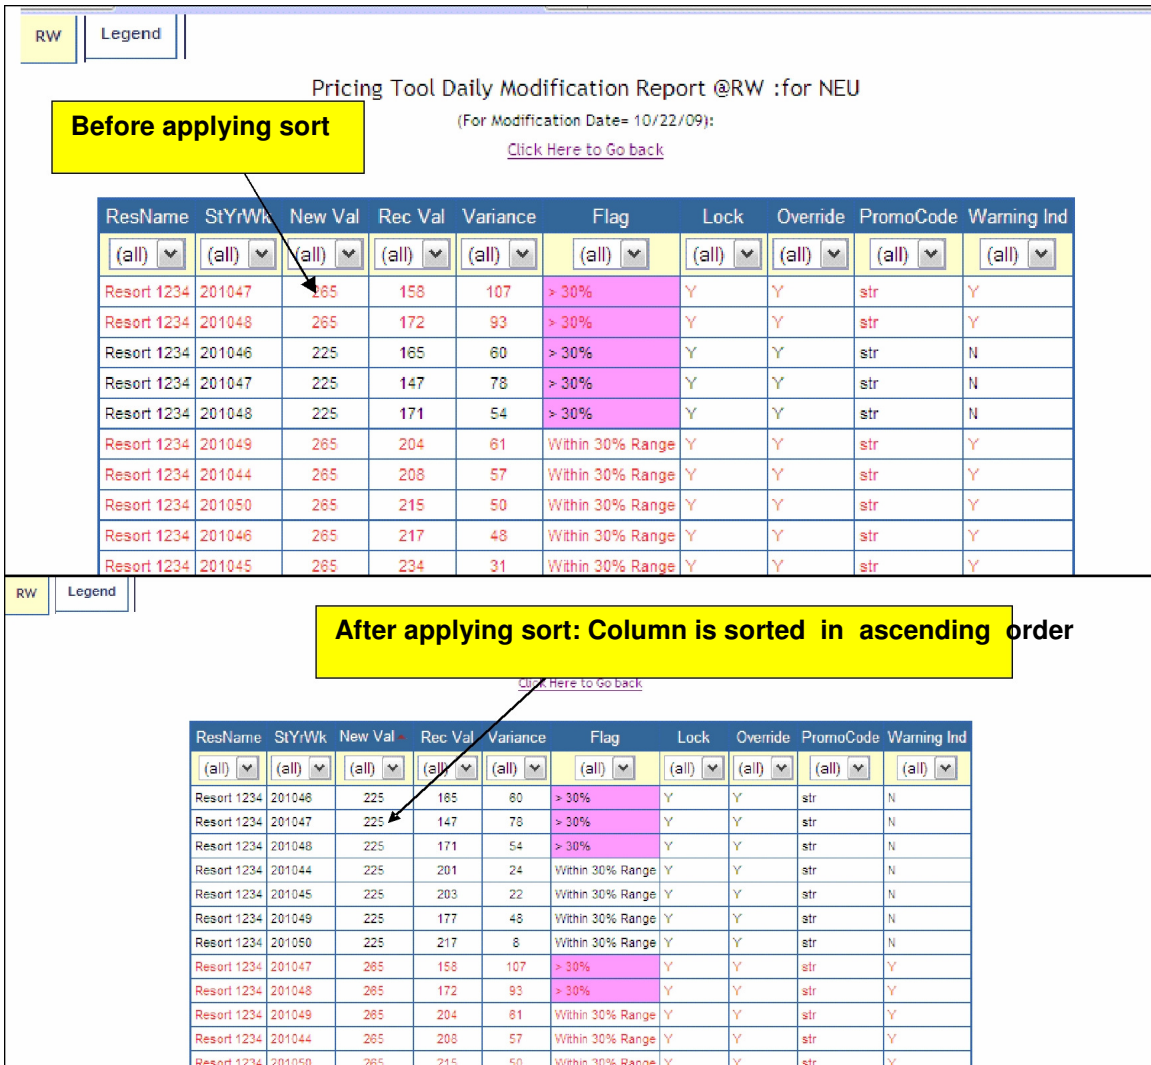 RW Legend
Pricing Tool Daily Modification Report @RW :for NEU
Before applying sort
(For Modification Date= 10/22/09):
Click Here to Go back
ResName StYrWk New Val Rec Val Variance Flag Lock Override PromoCode Warning Ind
(all) (all) (all) (all) (all) (all) (all) (all) (all) (all)
Resort 1234 201047 265 158 107 > 30% Y Y str Y
Resort 1234 201048 265 172 93 > 30% Y Y str Y
Resort 1234 201046 225 165 60 > 30% Y Y str N
Resort 1234 201047 225 147 78 > 30% Y Y str N
Resort 1234 201048 225 171 54 > 30% Y Y str N
Resort 1234 201049 265 204 61 Within 30% Range Y Y str Y
Resort 1234 201044 265 208 57 Within 30% Range Y Y str Y
Resort 1234 201050 265 215 50 Within 30% Range Y Y str Y
Resort 1234 201046 265 217 48 Within 30% Range Y Y str Y
Resort 1234 201045 265 234 31 Within 30% Range Y Y str Y
RW Legend
After applying sort: Column is sorted in ascending order
Click Here to Go back
ResName StYrWk New Val Rec Val Variance Flag Lock Override PromoCode Warning Ind
(all) (all) (all) (all) (all) (all) (all) (all) (all) (all)
Resort 1234 201046 225 165 60 > 30% Y Y str N
Resort 1234 201047 225 147 78 > 30% Y Y str N
Resort 1234 201048 225 171 54 > 30% Y Y str N
Resort 1234 201044 225 201 24 Within 30% Range Y Y str N
Resort 1234 201045 225 203 22 Within 30% Range Y Y str N
Resort 1234 201049 225 177 48 Within 30% Range Y Y str N
Resort 1234 201050 225 217 8 Within 30% Range Y Y str N
Resort 1234 201047 265 158 107 > 30% Y Y str Y
Resort 1234 201048 265 172 93 > 30% Y Y str Y
Resort 1234 201049 265 204 61 Within 30% Range Y Y str Y
Resort 1234 201044 265 208 57 Within 30% Range Y Y str Y
Resort 1234 201050 265 215 50 Within 30% Range Y Y str Y